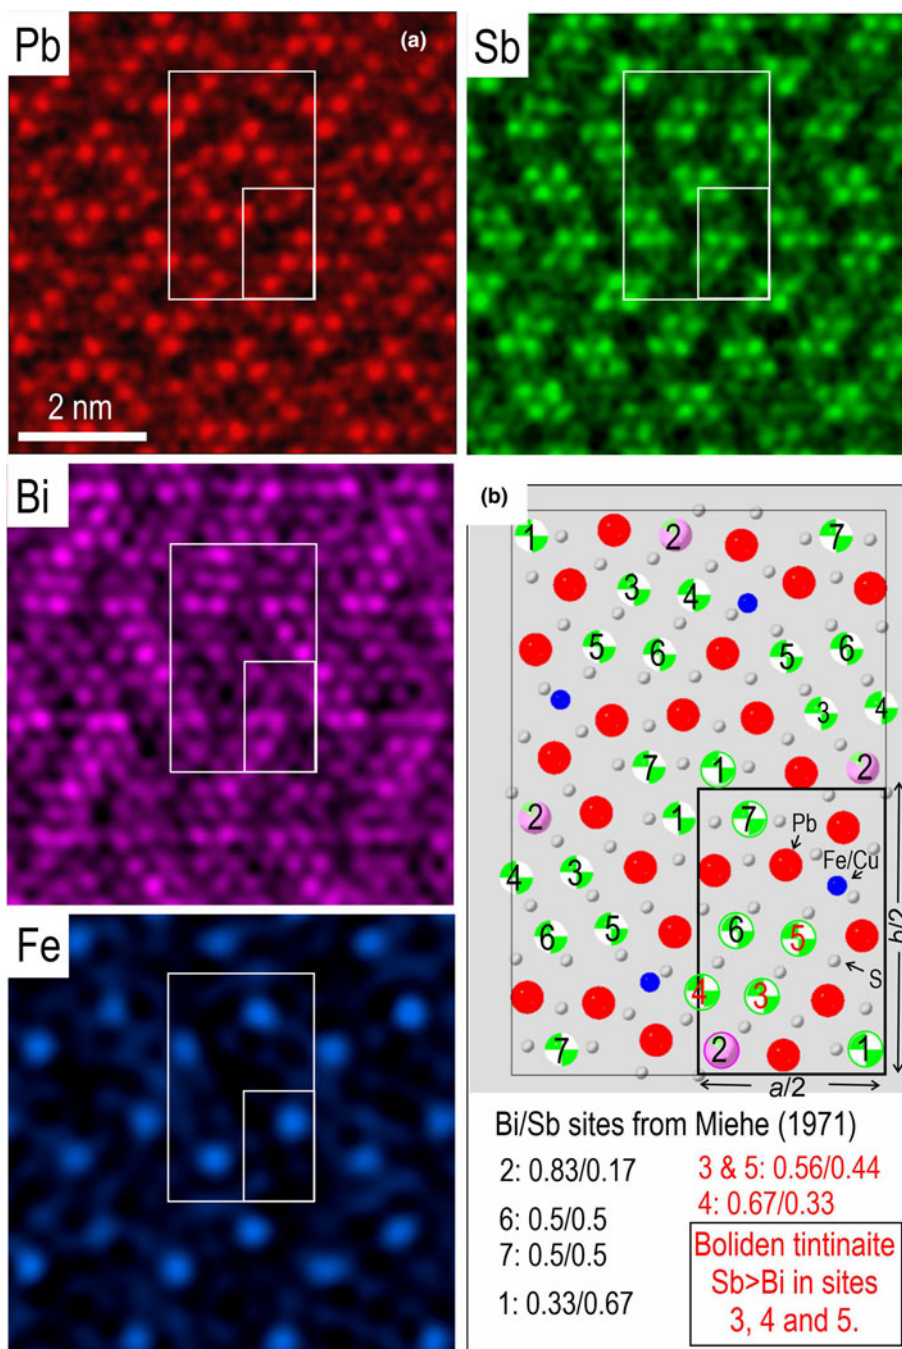 Pb
(a)
Sb
2 nm
Bi
(b)
Fe
1
2
7
3
4
5
6
5
6
3
4
7
1
2
2
1
7
Pb
Fe/Cu
4
3
b/2
6
5
6
5
S
4
3
7
2
1
a/2
Bi/Sb sites from Miehe (1971)
2: 0.83/0.17
3 & 5: 0.56/0.44
6: 0.5/0.5
4: 0.67/0.33
7: 0.5/0.5
1: 0.33/0.67
Boliden tintinaite
Sb>Bi in sites
3, 4 and 5.